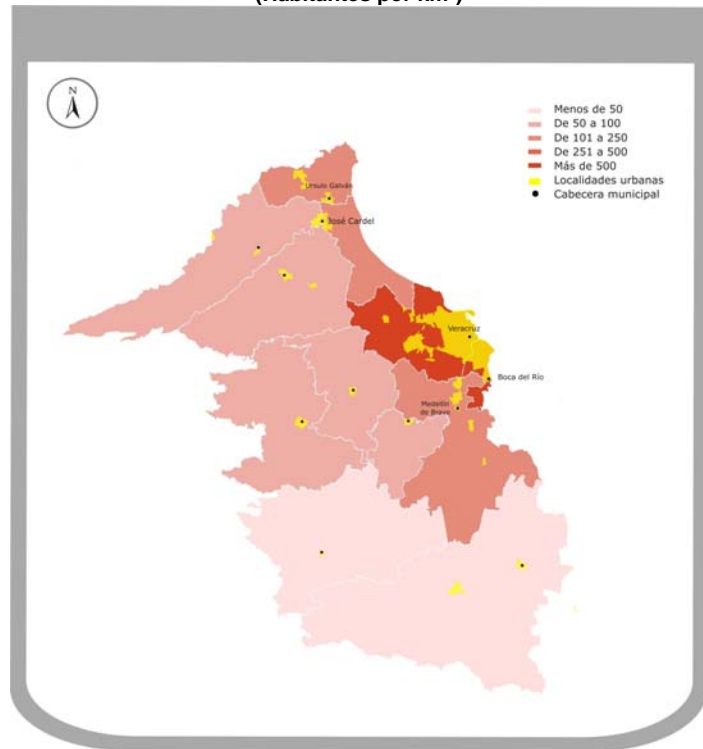 (Habitantes por km²)
N
Menos de 50
De 50 a 100
De 101 a 250
De 251 a 500
Más de 500
Localidades urbanas
Cabecera municipal
Ursulo Galván
José Cardel
Veracruz
Boca del Río
Medellín
de Bravo